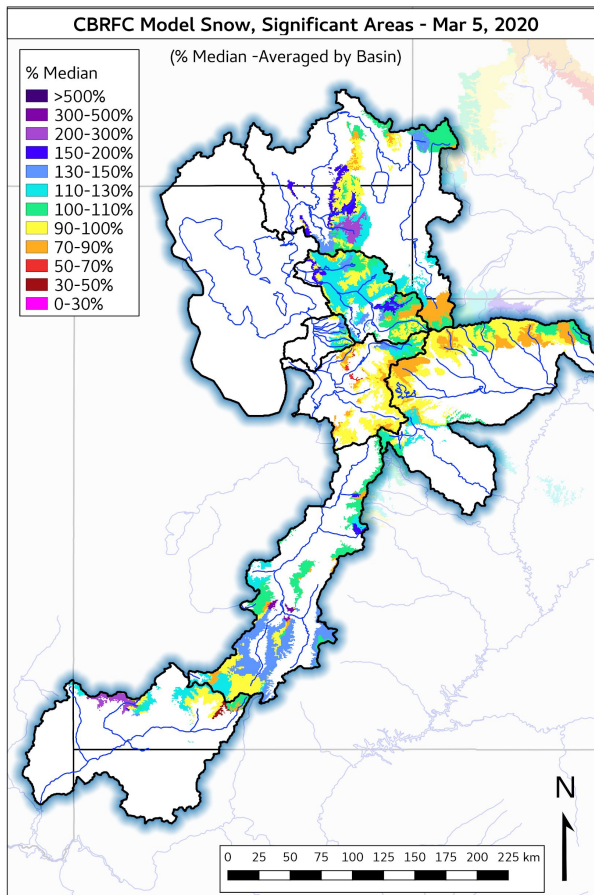 CBRFC Model Snow, Significant Areas - Mar 5, 2020
(% Median -Averaged by Basin)
% Median
>500%
300-500%
200-300%
150-200%
130-150%
110-130%
100-110%
90-100%
70-90%
50-70%
30-50%
0-30%
N
0 25 50 75 100 125 150 175 200 225 km